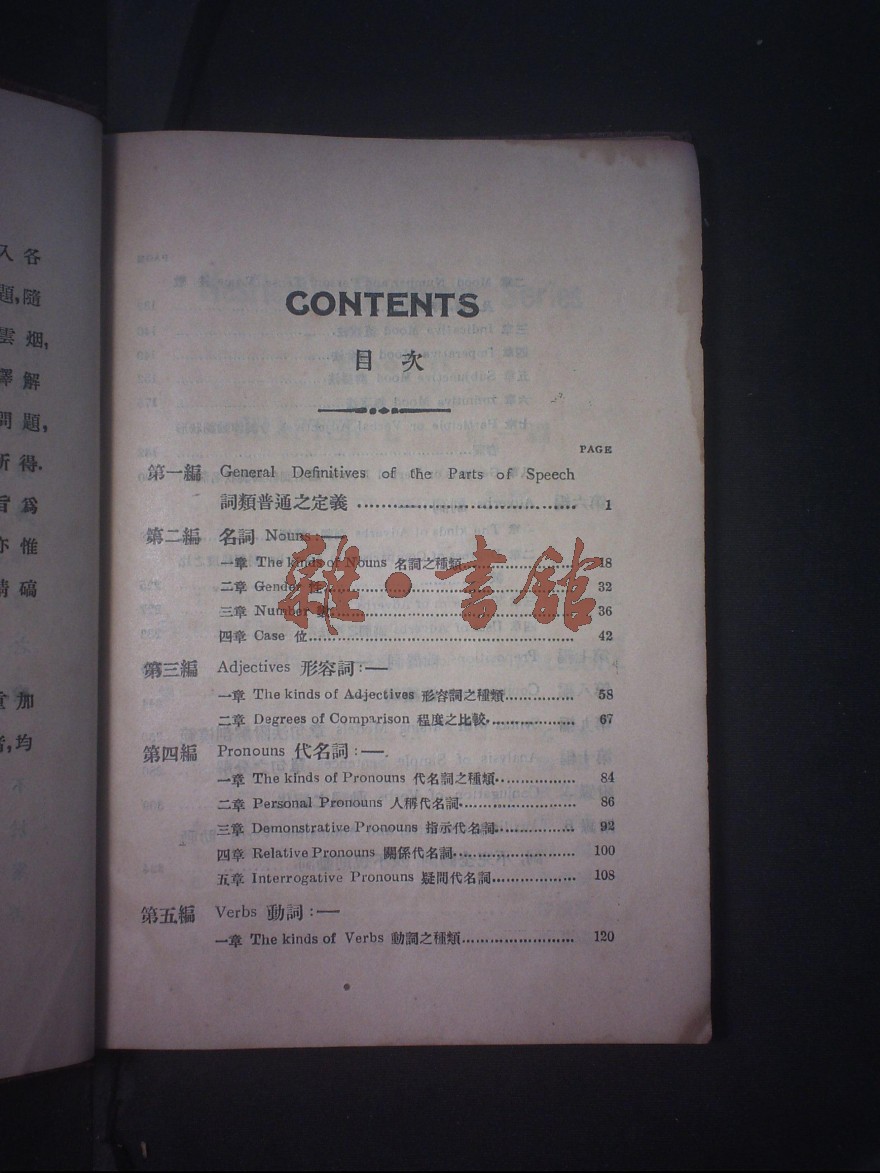 CONTENTS
目次
PAGE
第一編 General Definitives of the Parts of Speech
詞類普通之定義 ........................................ 1
第二編 名詞 Nouns:—
一章 The kinds of Nouns 名詞之種類 .................... 18
二章 Gender 性 ........................................ 32
三章 Number 數 ........................................ 36
四章 Case 位 .......................................... 42
第三編 Adjectives 形容詞:—
一章 The kinds of Adjectives 形容詞之種類 ............. 58
二章 Degrees of Comparison 程度之比較 ................. 67
第四編 Pronouns 代名詞:—
一章 The kinds of Pronouns 代名詞之種類 ............... 84
二章 Personal Pronouns 人稱代名詞 ..................... 86
三章 Demonstrative Pronouns 指示代名詞 ................ 92
四章 Relative Pronouns 關係代名詞 ..................... 100
五章 Interrogative Pronouns 疑問代名詞 ................ 108
第五編 Verbs 動詞:—
一章 The kinds of Verbs 動詞之種類 .................... 120
雜·書館
入各
題,隨
雲烟,
釋解
問題,
所得.
旨爲
亦惟
精碻
加
均